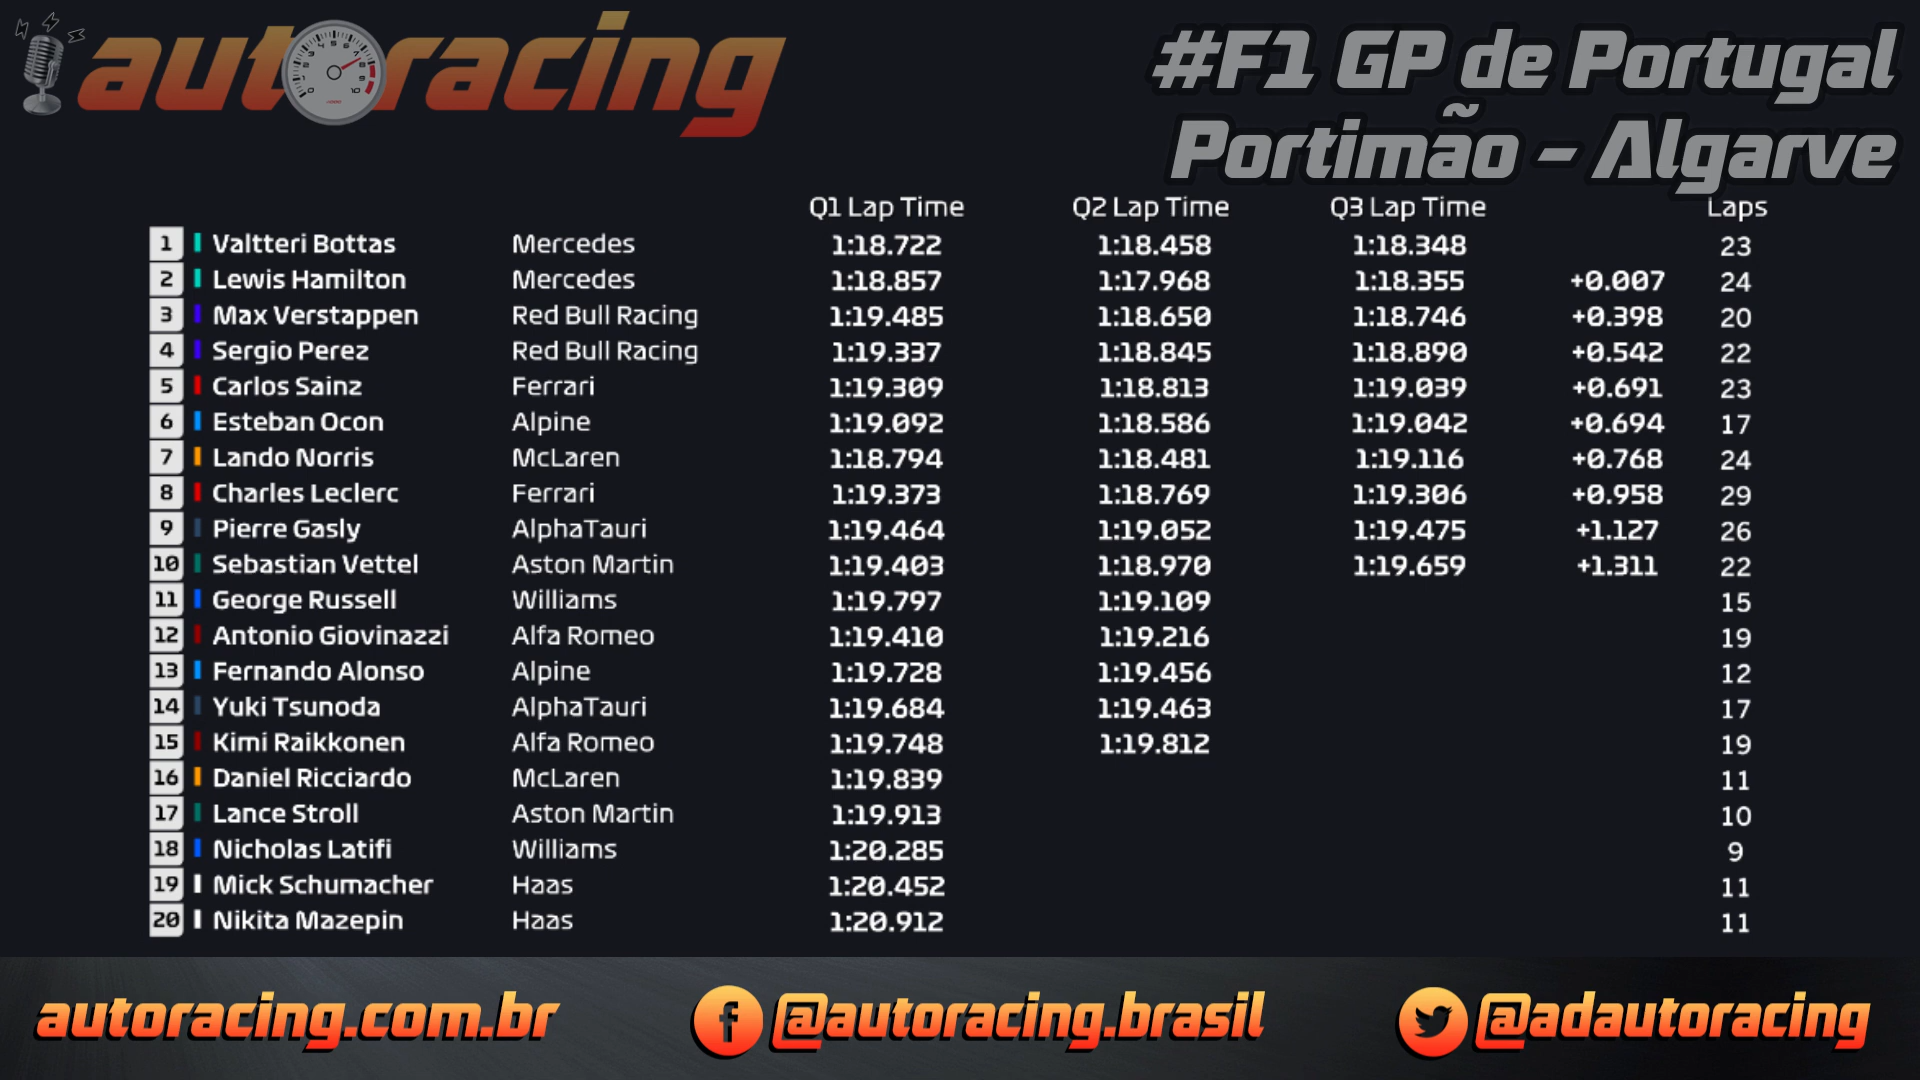 autoracing
#F1 GP de Portugal
Portimão - Algarve
Q1 Lap Time Q2 Lap Time Q3 Lap Time Laps
1 Valtteri Bottas Mercedes 1:18.722 1:18.458 1:18.348 23
2 Lewis Hamilton Mercedes 1:18.857 1:17.968 1:18.355 +0.007 24
3 Max Verstappen Red Bull Racing 1:19.485 1:18.650 1:18.746 +0.398 20
4 Sergio Perez Red Bull Racing 1:19.337 1:18.845 1:18.890 +0.542 22
5 Carlos Sainz Ferrari 1:19.309 1:18.813 1:19.039 +0.691 23
6 Esteban Ocon Alpine 1:19.092 1:18.586 1:19.042 +0.694 17
7 Lando Norris McLaren 1:18.794 1:18.481 1:19.116 +0.768 24
8 Charles Leclerc Ferrari 1:19.373 1:18.769 1:19.306 +0.958 29
9 Pierre Gasly AlphaTauri 1:19.464 1:19.052 1:19.475 +1.127 26
10 Sebastian Vettel Aston Martin 1:19.403 1:18.970 1:19.659 +1.311 22
11 George Russell Williams 1:19.797 1:19.109 15
12 Antonio Giovinazzi Alfa Romeo 1:19.410 1:19.216 19
13 Fernando Alonso Alpine 1:19.728 1:19.456 12
14 Yuki Tsunoda AlphaTauri 1:19.684 1:19.463 17
15 Kimi Raikkonen Alfa Romeo 1:19.748 1:19.812 19
16 Daniel Ricciardo McLaren 1:19.839 11
17 Lance Stroll Aston Martin 1:19.913 10
18 Nicholas Latifi Williams 1:20.285 9
19 Mick Schumacher Haas 1:20.452 11
20 Nikita Mazepin Haas 1:20.912 11
autoracing.com.br @autoracing.brasil @adautoracing